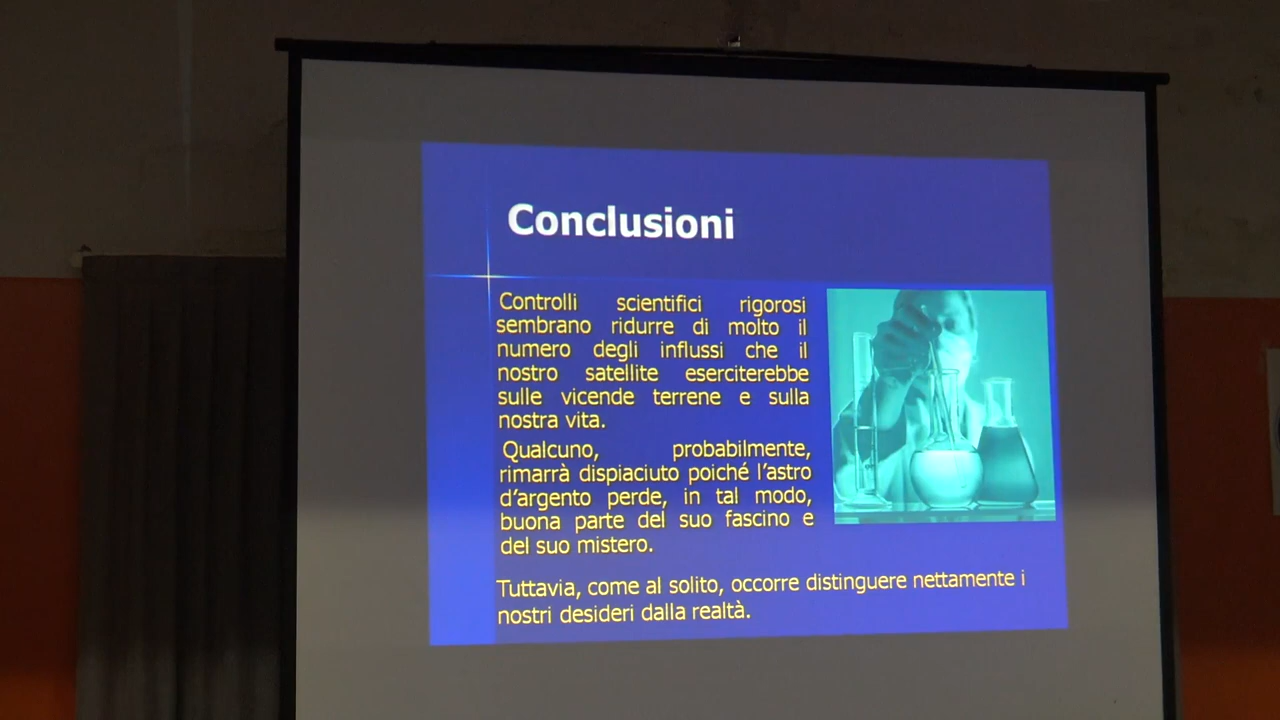 Conclusioni
Controlli scientifici rigorosi
sembrano ridurre di molto il
numero degli influssi che il
nostro satellite eserciterebbe
sulle vicende terrene e sulla
nostra vita.
Qualcuno, probabilmente,
rimarrà dispiaciuto poiché l'astro
d'argento perde, in tal modo,
buona parte del suo fascino e
del suo mistero.
Tuttavia, come al solito, occorre distinguere nettamente i
nostri desideri dalla realtà.